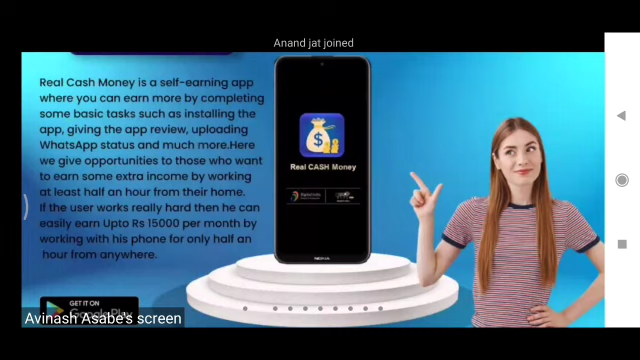 Anand jat joined
Real Cash Money is a self-earning app
where you can earn more by completing
some basic tasks such as installing the
app, giving the app review, uploading
WhatsApp status and much more.Here
we give opportunities to those who want
to earn some extra income by working
at least half an hour from their home.
If the user works really hard then he can
easily earn Upto Rs 15000 per month by
working with his phone for only half an
hour from anywhere.
Real CASH Money
NOKIA
GET IT ON
Google Play
Avinash Asabe's screen